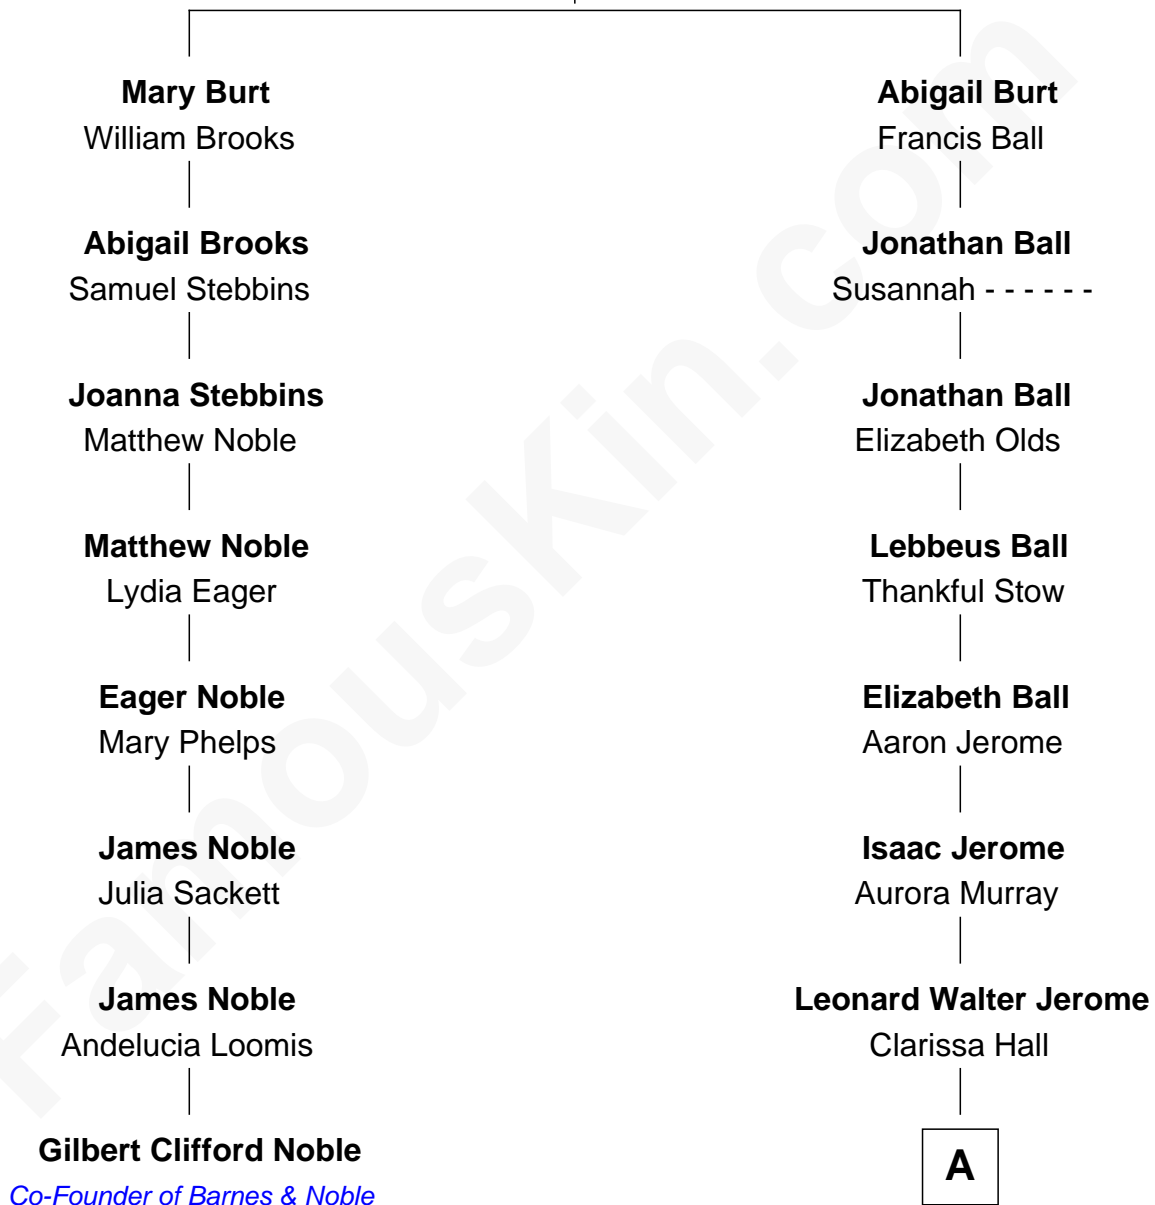 Mary Burt
William Brooks
Abigail Brooks
Samuel Stebbins
Joanna Stebbins
Matthew Noble
Matthew Noble
Lydia Eager
Eager Noble
Mary Phelps
James Noble
Julia Sackett
James Noble
Andelucia Loomis
Gilbert Clifford Noble
Co-Founder of Barnes & Noble
Abigail Burt
Francis Ball
Jonathan Ball
Susannah - - - - - -
Jonathan Ball
Elizabeth Olds
Lebbeus Ball
Thankful Stow
Elizabeth Ball
Aaron Jerome
Isaac Jerome
Aurora Murray
Leonard Walter Jerome
Clarissa Hall
A
FamousKin.com